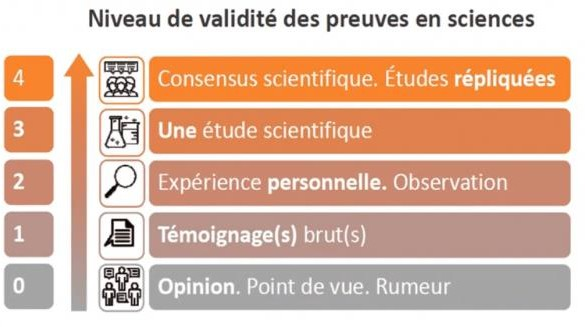 Niveau de validité des preuves en sciences
4 Consensus scientifique. Études répliquées
3 Une étude scientifique
2 Expérience personnelle. Observation
1 Témoignage(s) brut(s)
0 Opinion. Point de vue. Rumeur